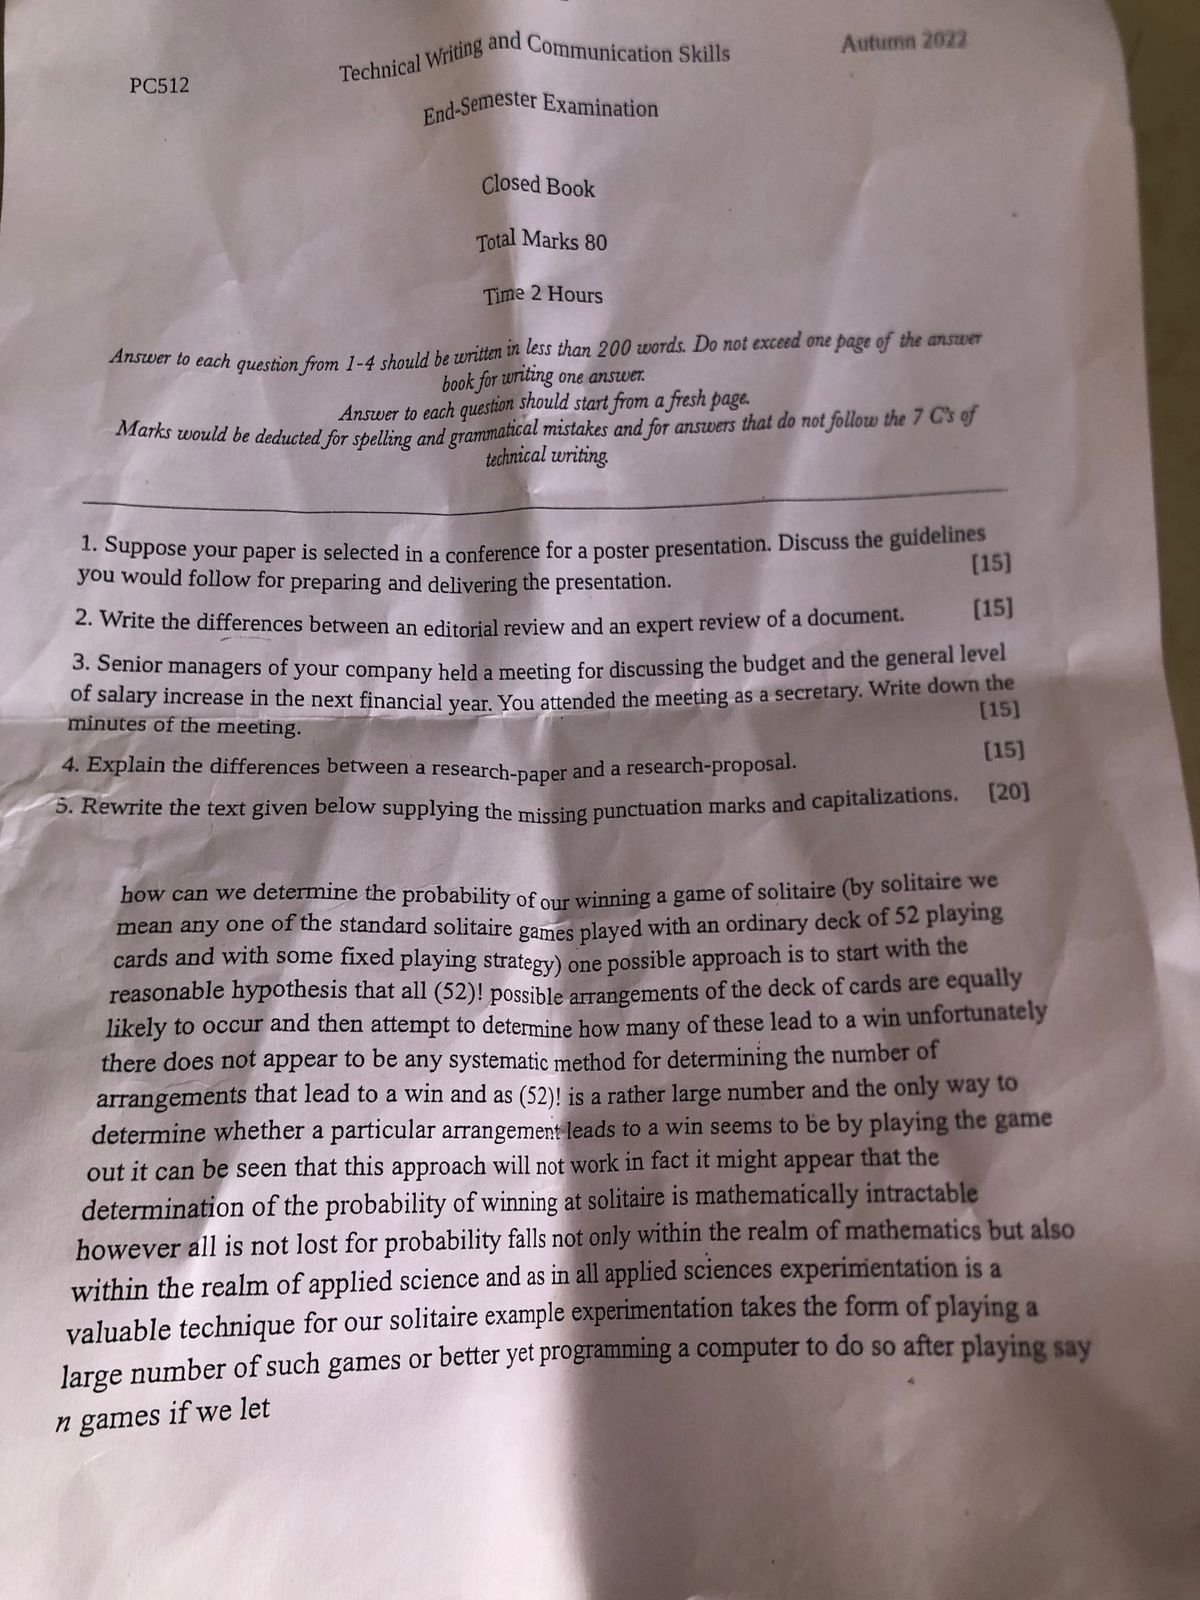 Technical Writing and Communication Skills
Autumn 2022
PC512
End-Semester Examination
Closed Book
Total Marks 80
Time 2 Hours
Answer to each question from 1-4 should be written in less than 200 words. Do not exceed one page of the answer
book for writing one answer.
Answer to each question should start from a fresh page.
Marks would be deducted for spelling and grammatical mistakes and for answers that do not follow the 7 C's of
technical writing.
1. Suppose your paper is selected in a conference for a poster presentation. Discuss the guidelines
you would follow for preparing and delivering the presentation. [15]
2. Write the differences between an editorial review and an expert review of a document. [15]
3. Senior managers of your company held a meeting for discussing the budget and the general level
of salary increase in the next financial year. You attended the meeting as a secretary. Write down the
minutes of the meeting. [15]
4. Explain the differences between a research-paper and a research-proposal. [15]
5. Rewrite the text given below supplying the missing punctuation marks and capitalizations. [20]
how can we determine the probability of our winning a game of solitaire (by solitaire we
mean any one of the standard solitaire games played with an ordinary deck of 52 playing
cards and with some fixed playing strategy) one possible approach is to start with the
reasonable hypothesis that all (52)! possible arrangements of the deck of cards are equally
likely to occur and then attempt to determine how many of these lead to a win unfortunately
there does not appear to be any systematic method for determining the number of
arrangements that lead to a win and as (52)! is a rather large number and the only way to
determine whether a particular arrangement leads to a win seems to be by playing the game
out it can be seen that this approach will not work in fact it might appear that the
determination of the probability of winning at solitaire is mathematically intractable
however all is not lost for probability falls not only within the realm of mathematics but also
within the realm of applied science and as in all applied sciences experimentation is a
valuable technique for our solitaire example experimentation takes the form of playing a
large number of such games or better yet programming a computer to do so after playing say
n games if we let